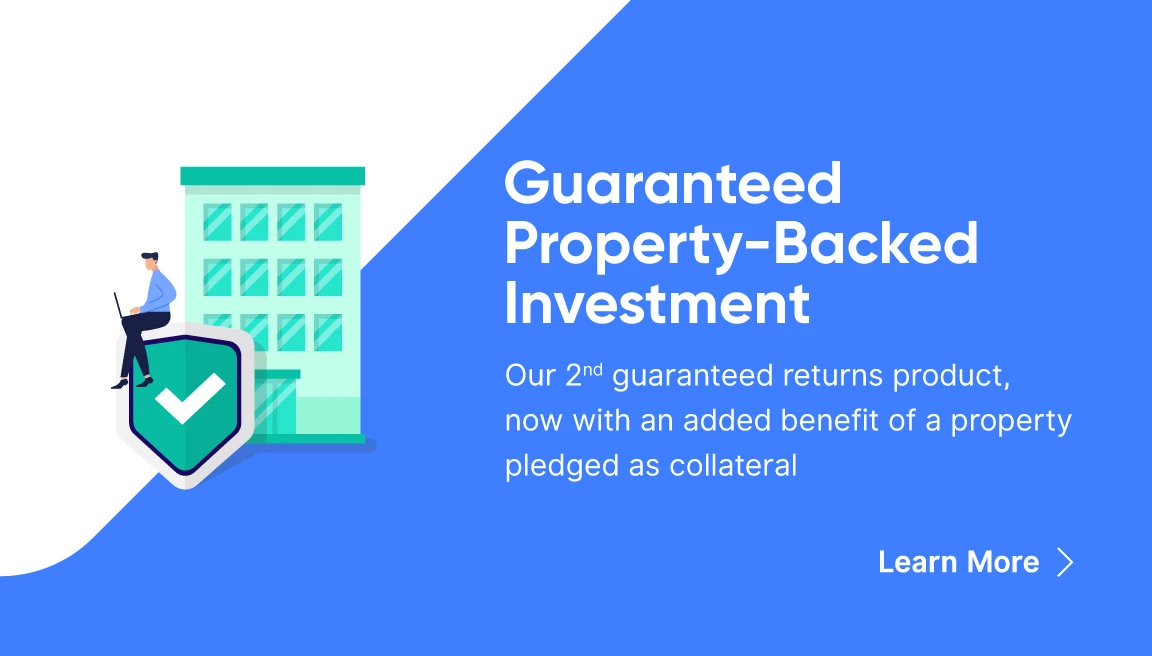 Guaranteed
Property-Backed
Investment
Our 2nd guaranteed returns product,
now with an added benefit of a property
pledged as collateral
Learn More